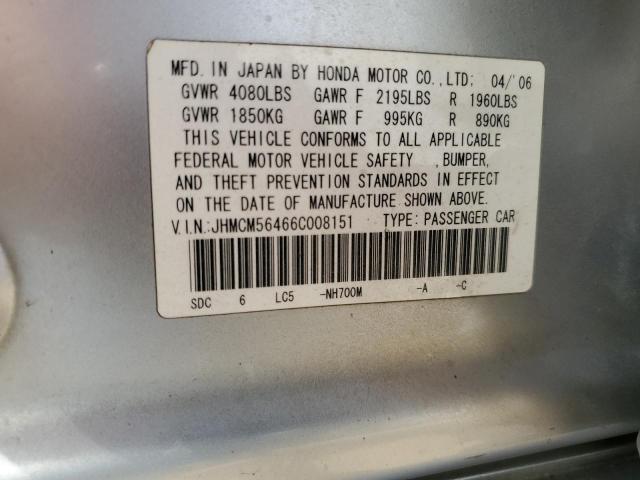 MFD. IN JAPAN BY HONDA MOTOR CO., LTD: 04/'06
GVWR 4080LBS GAWR F 2195LBS R 1960LBS
GVWR 1850KG GAWR F 995KG R 890KG
THIS VEHICLE CONFORMS TO ALL APPLICABLE
FEDERAL MOTOR VEHICLE SAFETY ,BUMPER,
AND THEFT PREVENTION STANDARDS IN EFFECT
ON THE DATE OF MANUFACTURE SHOWN ABOVE.
V.I.N.:JHMCM56466C008151 TYPE: PASSENGER CAR
SDC 6 LC5 -NH700M -A -C